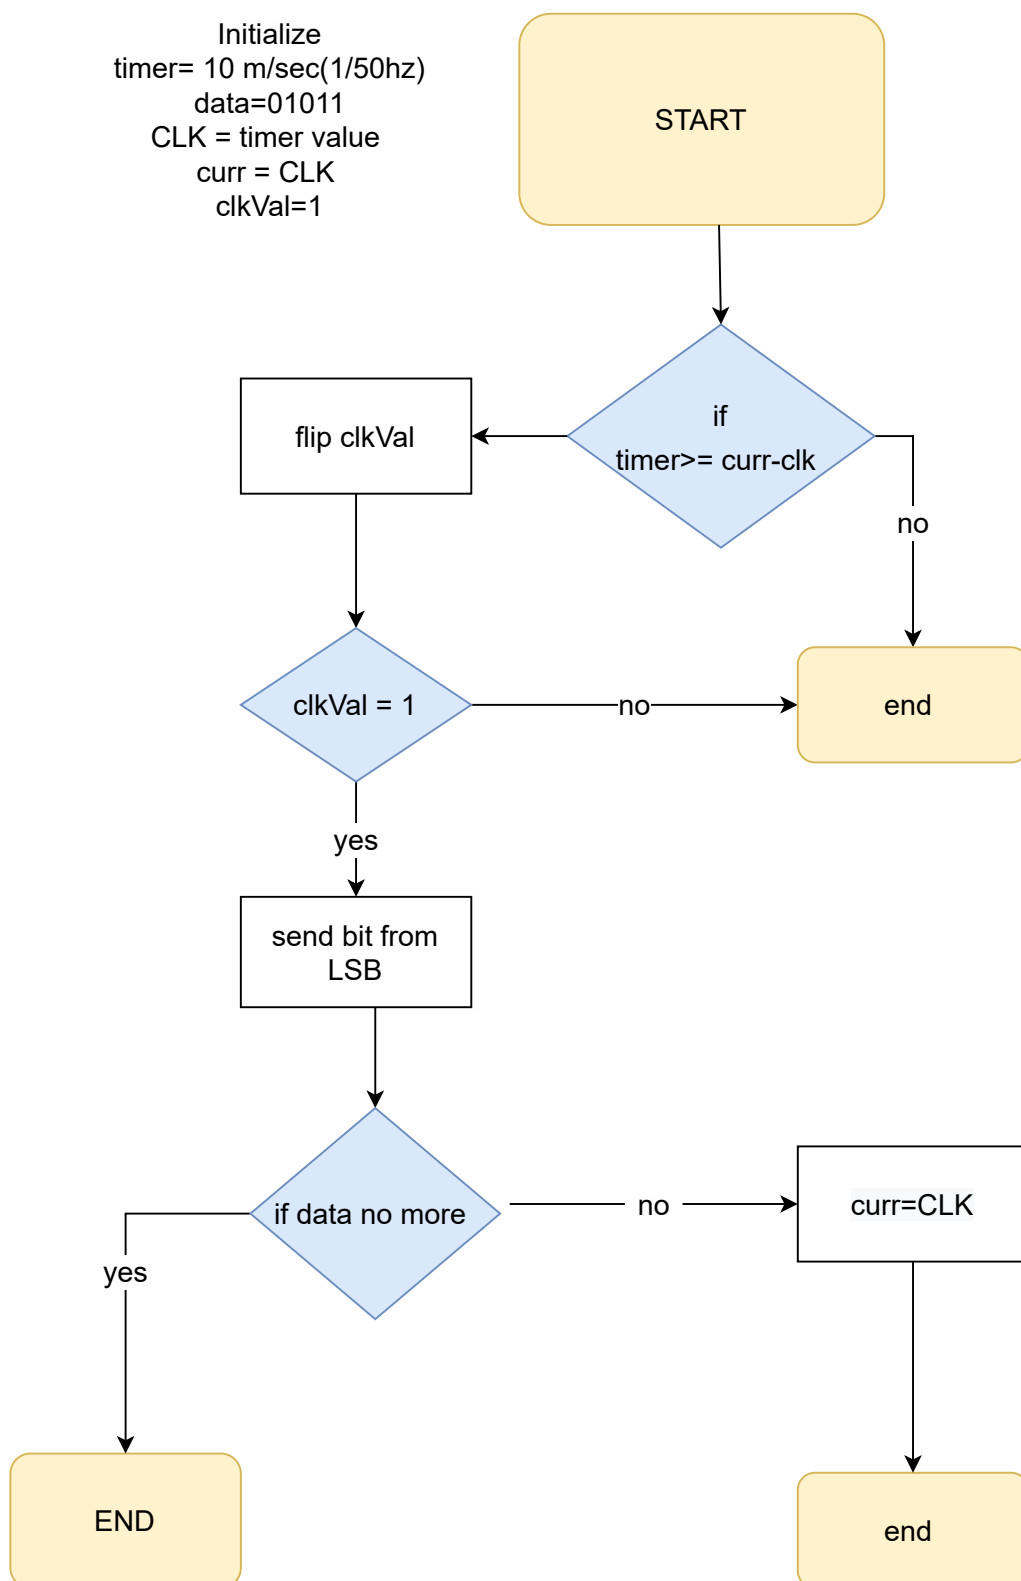 Initialize
timer= 10 m/sec(1/50hz)
data=01011
CLK = timer value
curr = CLK
clkVal=1
START
if
timer>= curr-clk
flip clkVal
no
clkVal = 1
no
end
yes
send bit from
LSB
if data no more
no
curr=CLK
yes
END
end